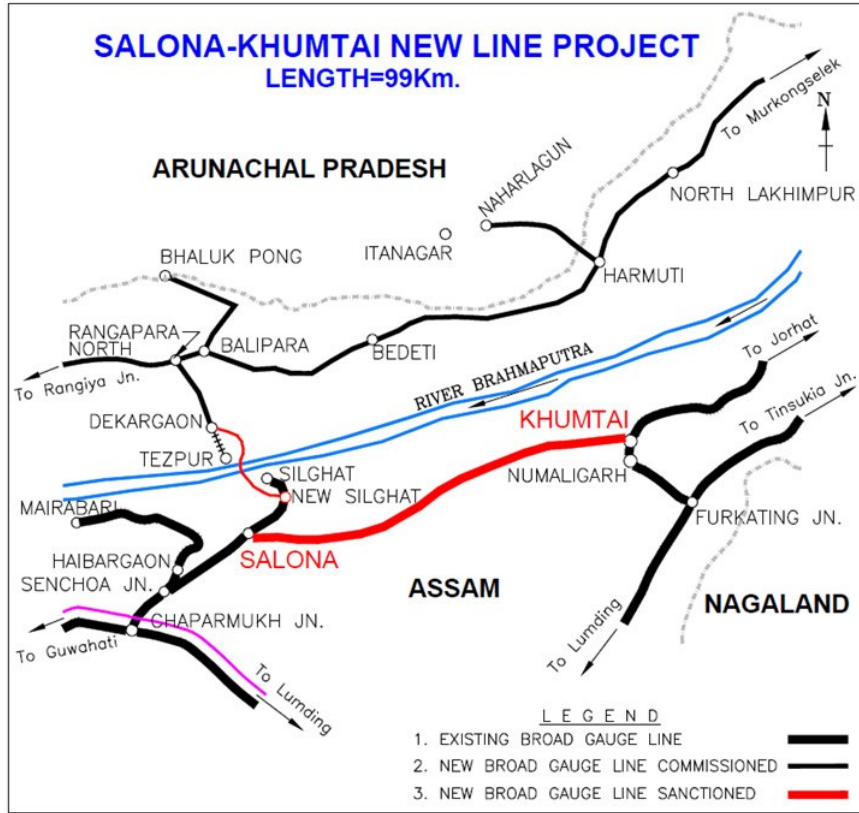 SALONA-KHUMTAI NEW LINE PROJECT
LENGTH=99Km.
To Murkongselek
N
ARUNACHAL PRADESH
NAHARLAGUN
NORTH LAKHIMPUR
ITANAGAR
BHALUK PONG
HARMUTI
RANGAPARA
NORTH
BALIPARA
BEDETI
To Rangiya Jn.
RIVER BRAHMAPUTRA
To Jorhat
To Tinsukia Jn.
DEKARGAON
KHUMTAI
TEZPUR
SILGHAT
NUMALIGARH
NEW SILGHAT
MAIRABARI
FURKATING JN.
HAIBARGAON
SALONA
SENCHOA JN.
ASSAM
NAGALAND
CHAPARMUKH JN.
To Guwahati
To Lumding
To Lumding
LEGEND
1. EXISTING BROAD GAUGE LINE
2. NEW BROAD GAUGE LINE COMMISSIONED
3. NEW BROAD GAUGE LINE SANCTIONED